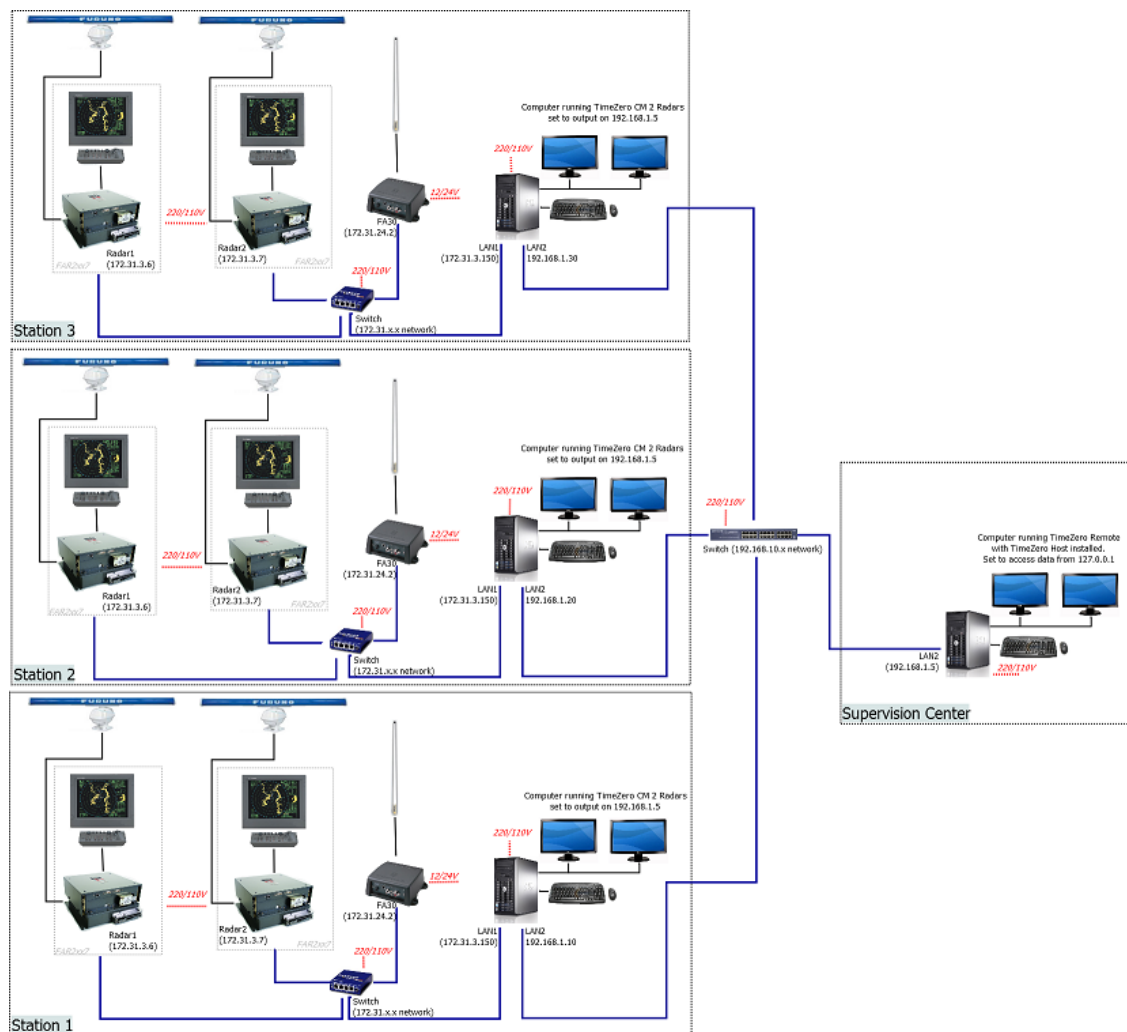 FURUNO
FURUNO
Computer running TimeZero CM 2 Radars
set to output on 192.168.1.5
220/110V
12/24V
FA30
(172.31.24.2)
220/110V
Radar1
(172.31.3.6)
FAR2xx7
Radar2
(172.31.3.7)
FAR2xx7
LAN1
(172.31.3.150)
LAN2
192.168.1.30
220/110V
Switch
(172.31.x.x network)
Station 3
FURUNO
FURUNO
Computer running TimeZero CM 2 Radars
set to output on 192.168.1.5
220/110V
12/24V
FA30
(172.31.24.2)
220/110V
Radar1
(172.31.3.6)
FAR2xx7
Radar2
(172.31.3.7)
FAR2xx7
LAN1
(172.31.3.150)
LAN2
192.168.1.20
220/110V
Switch
(172.31.x.x network)
Station 2
220/110V
Switch (192.168.10.x network)
Computer running TimeZero Remote
with TimeZero Host installed.
Set to access data from 127.0.0.1
LAN2
(192.168.1.5)
220/110V
Supervision Center
FURUNO
FURUNO
Computer running TimeZero CM 2 Radars
set to output on 192.168.1.5
220/110V
12/24V
FA30
(172.31.24.2)
220/110V
Radar1
(172.31.3.6)
FAR2xx7
Radar2
(172.31.3.7)
FAR2xx7
LAN1
(172.31.3.150)
LAN2
192.168.1.10
220/110V
Switch
(172.31.x.x network)
Station 1